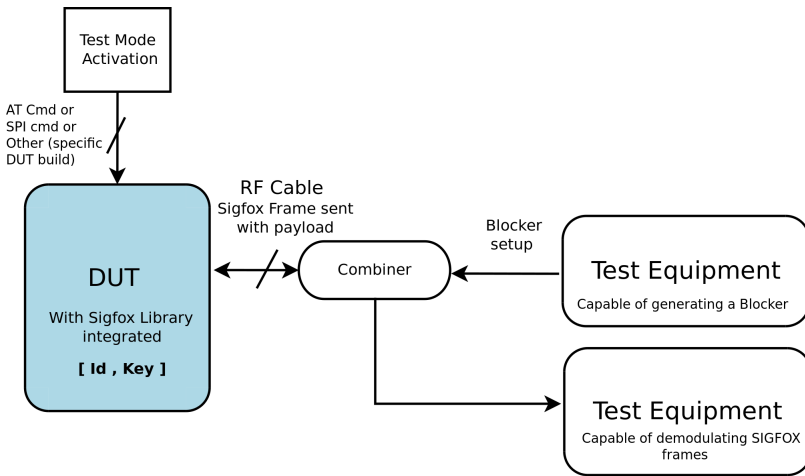 Test Mode
Activation
AT Cmd or
SPI cmd or
Other (specific
DUT build)
RF Cable
Sigfox Frame sent
with payload
DUT
With Sigfox Library
integrated
[ Id , Key ]
Combiner
Blocker
setup
Test Equipment
Capable of generating a Blocker
Test Equipment
Capable of demodulating SIGFOX
frames